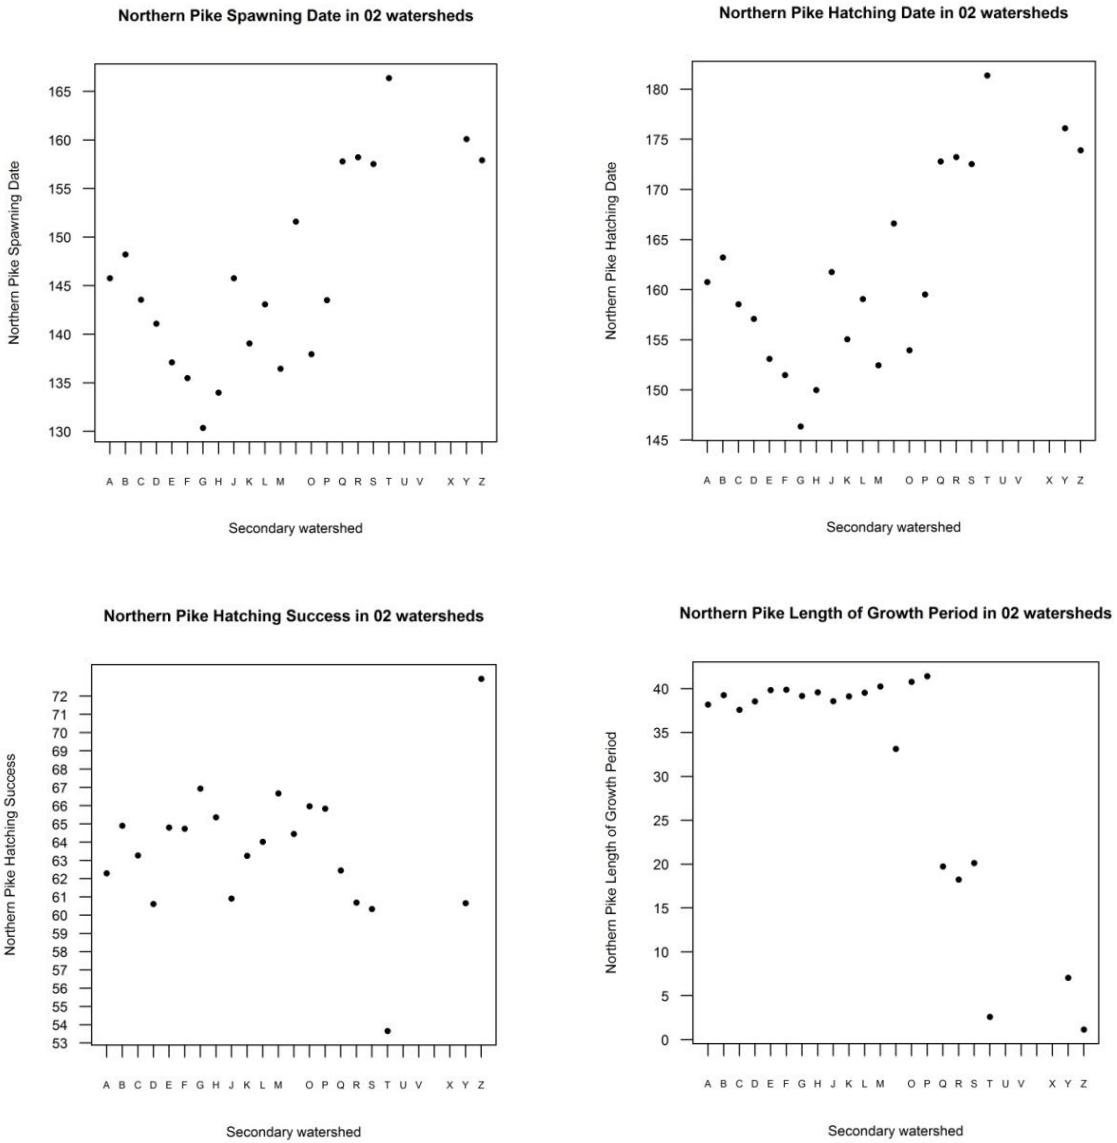 Northern Pike Spawning Date in 02 watersheds
Northern Pike Spawning Date
165
160
155
150
145
140
135
130
A B C D E F G H J K L M O P Q R S T U V X Y Z
Secondary watershed
Northern Pike Hatching Date in 02 watersheds
Northern Pike Hatching Date
180
175
170
165
160
155
150
145
A B C D E F G H J K L M O P Q R S T U V X Y Z
Secondary watershed
Northern Pike Hatching Success in 02 watersheds
Northern Pike Hatching Success
72
71
70
69
68
67
66
65
64
63
62
61
60
59
58
57
56
55
54
53
A B C D E F G H J K L M O P Q R S T U V X Y Z
Secondary watershed
Northern Pike Length of Growth Period in 02 watersheds
Northern Pike Length of Growth Period
40
35
30
25
20
15
10
5
0
A B C D E F G H J K L M O P Q R S T U V X Y Z
Secondary watershed